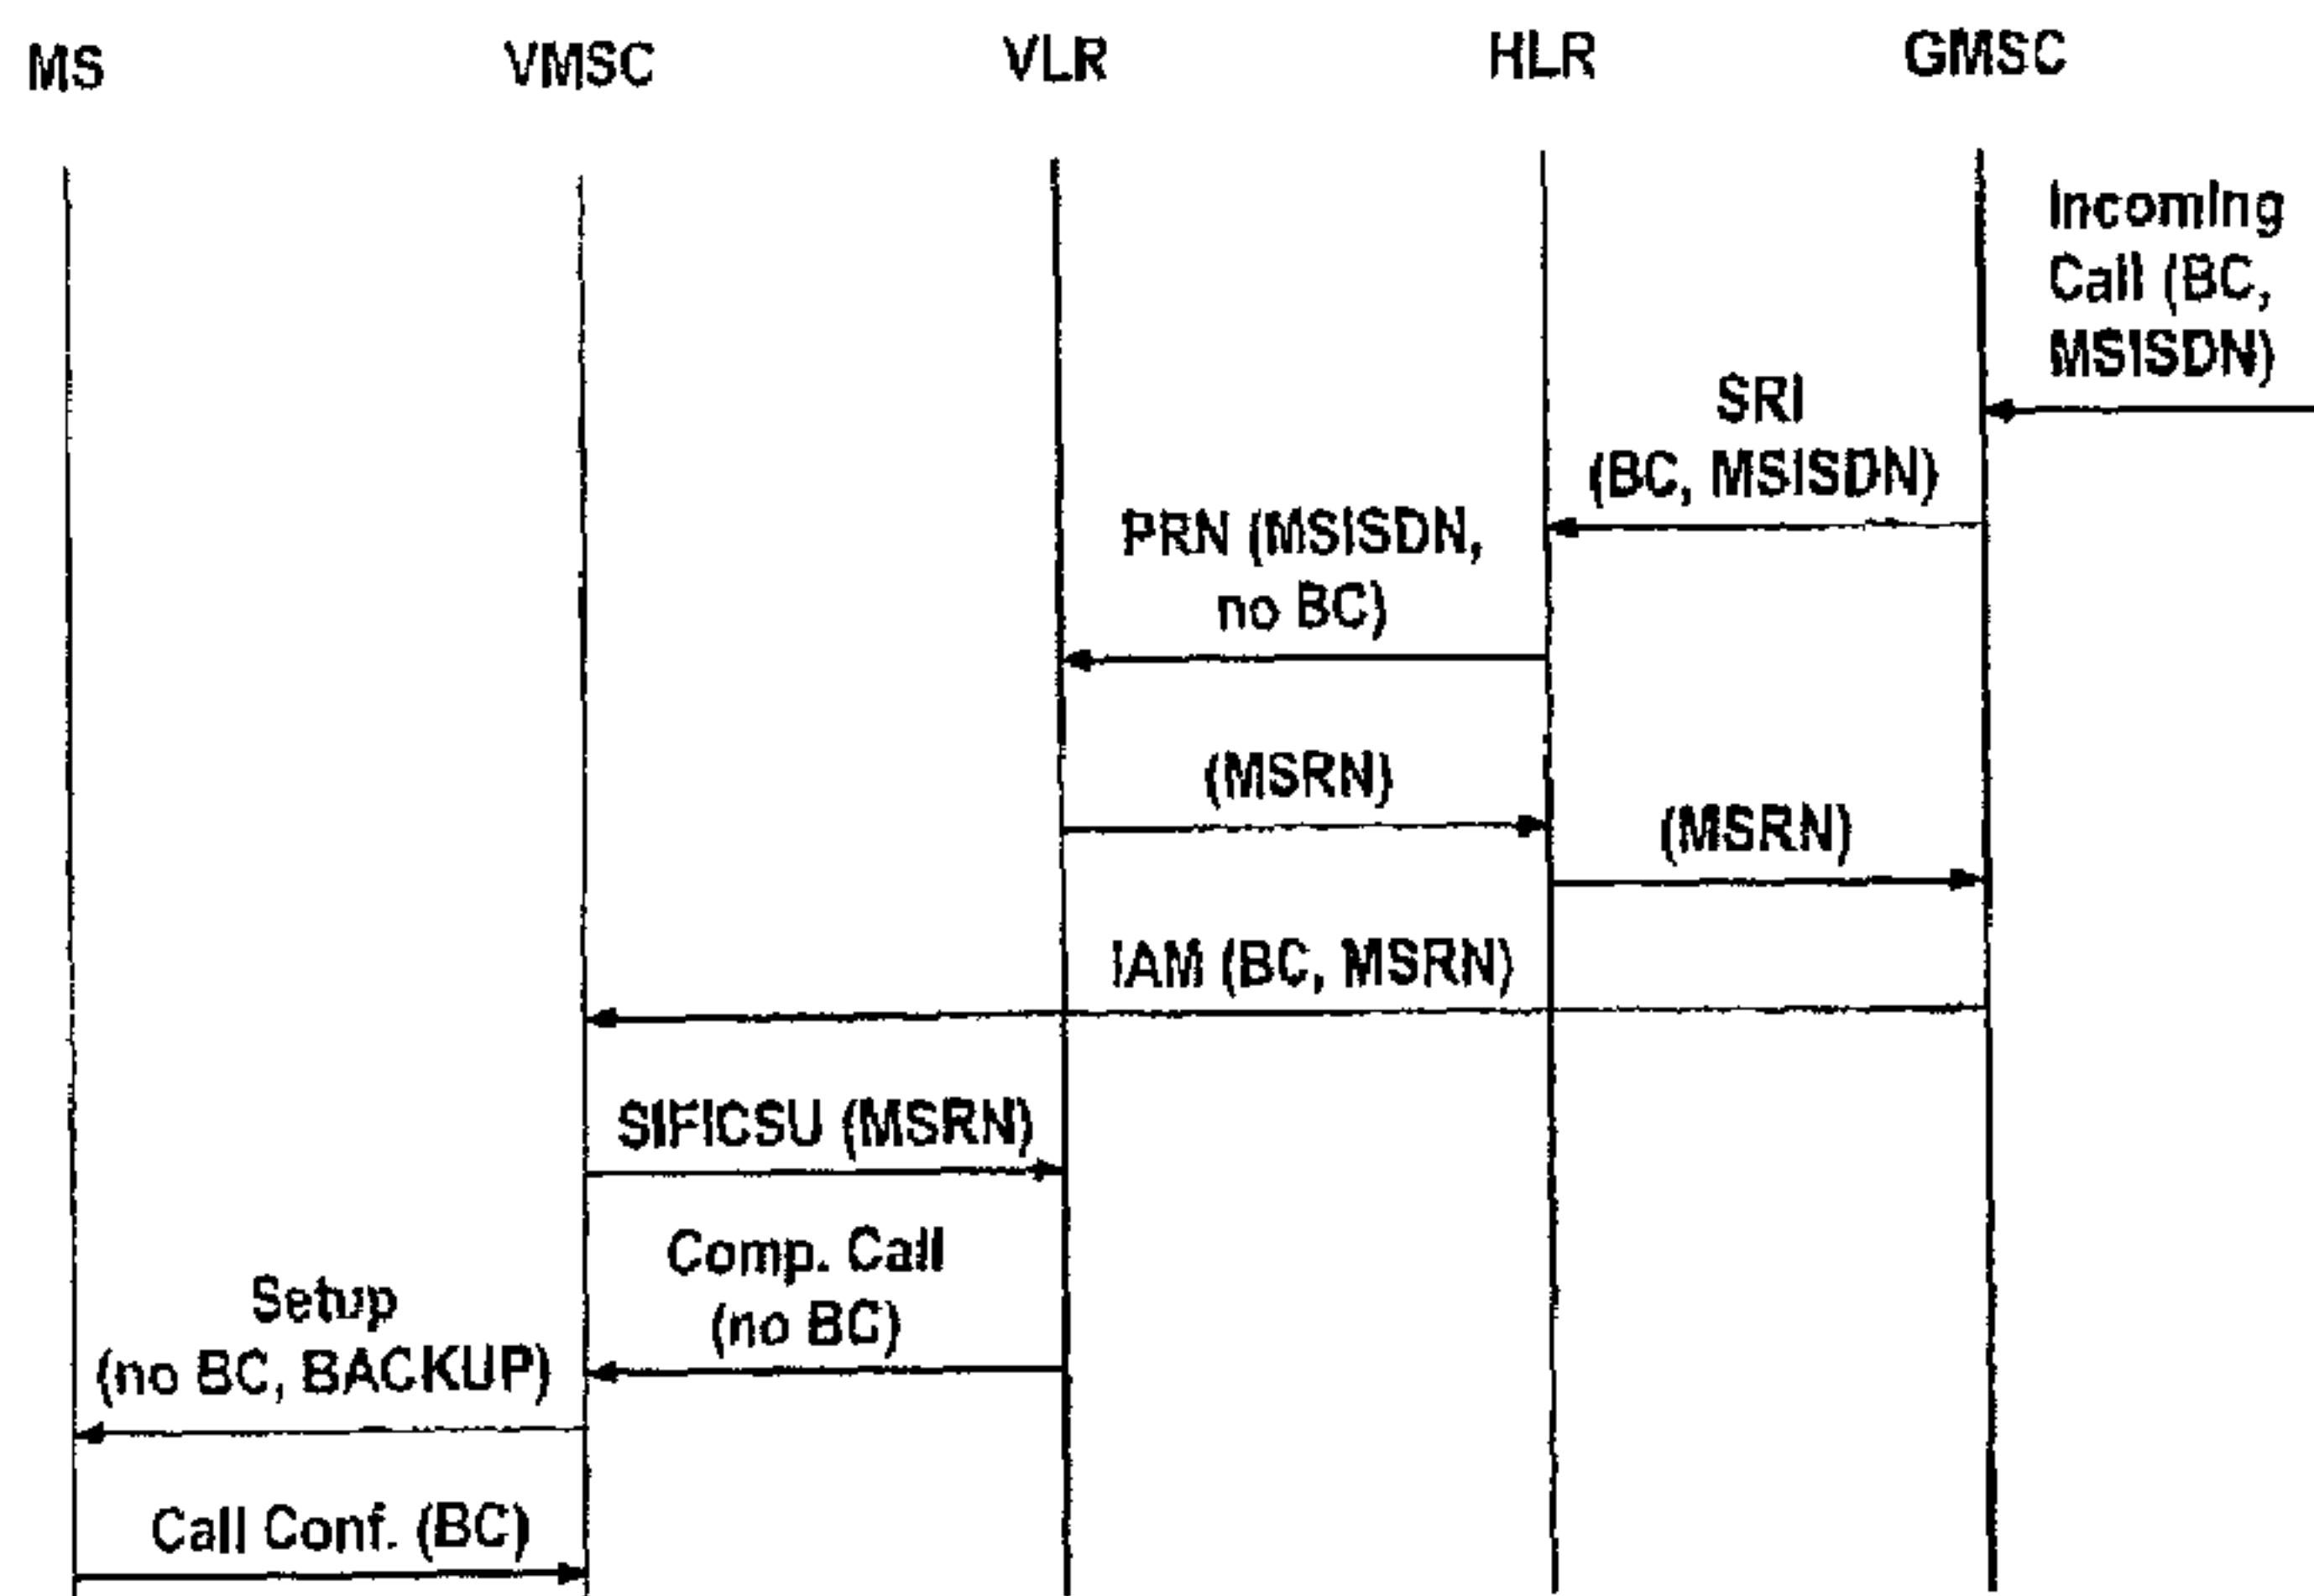 MS VMSC VLR HLR GMSC
Incoming
Call (BC,
MSISDN)
SRI
(BC, MSISDN)
PRN (MSISDN,
no BC)
(MSRN)
(MSRN)
IAM (BC, MSRN)
SIFICSU (MSRN)
Comp. Call
(no BC)
Setup
(no BC, BACKUP)
Call Conf. (BC)